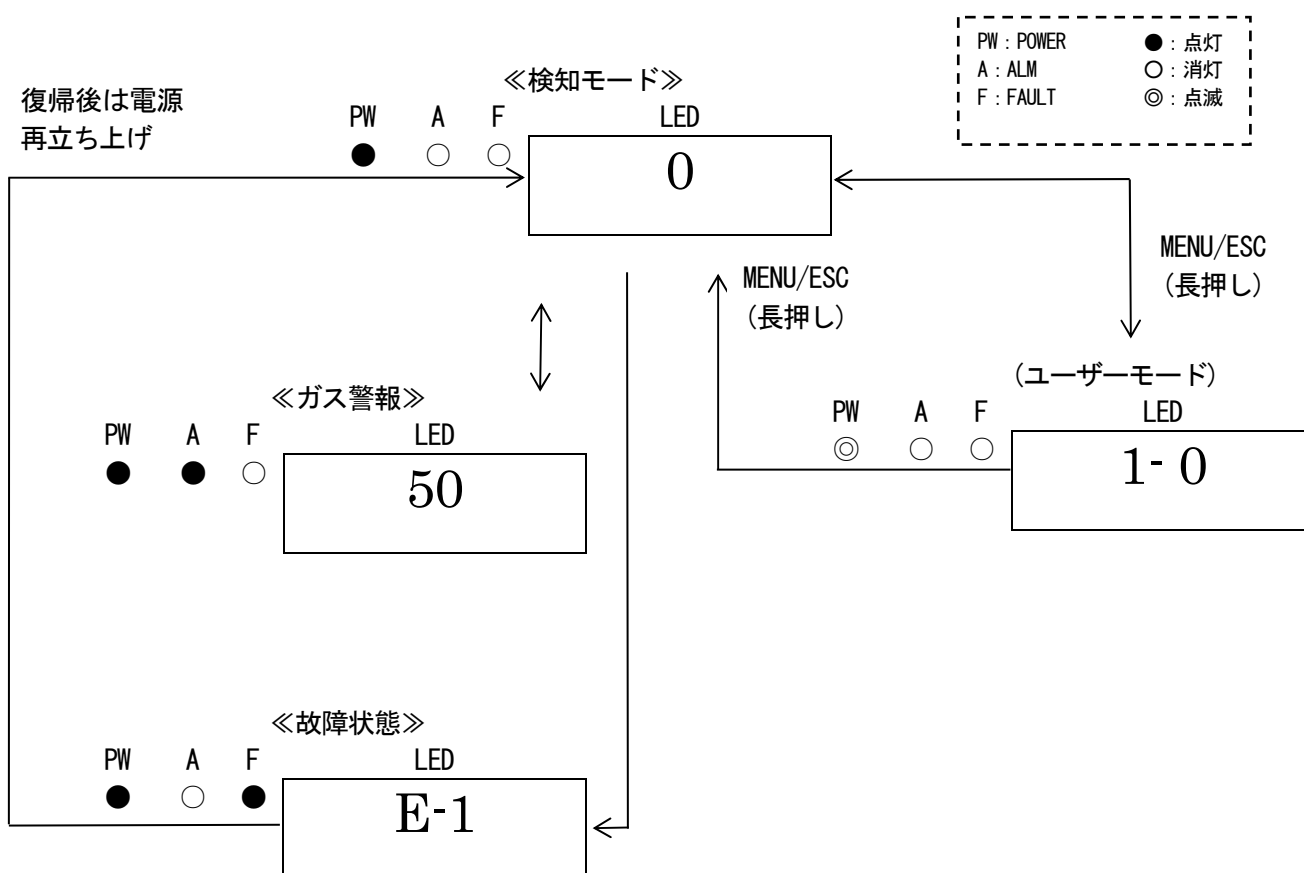 PW：POWER ●：点灯
A：ALM ○：消灯
F：FAULT ◎：点滅
復帰後は電源
再立ち上げ
≪検知モード≫
PW A F LED
● ○ ○
0
MENU/ESC
(長押し)
MENU/ESC
(長押し)
(ユーザーモード)
PW A F LED
◎ ○ ○
1- 0
≪ガス警報≫
PW A F LED
● ● ○
50
≪故障状態≫
PW A F LED
● ○ ●
E-1